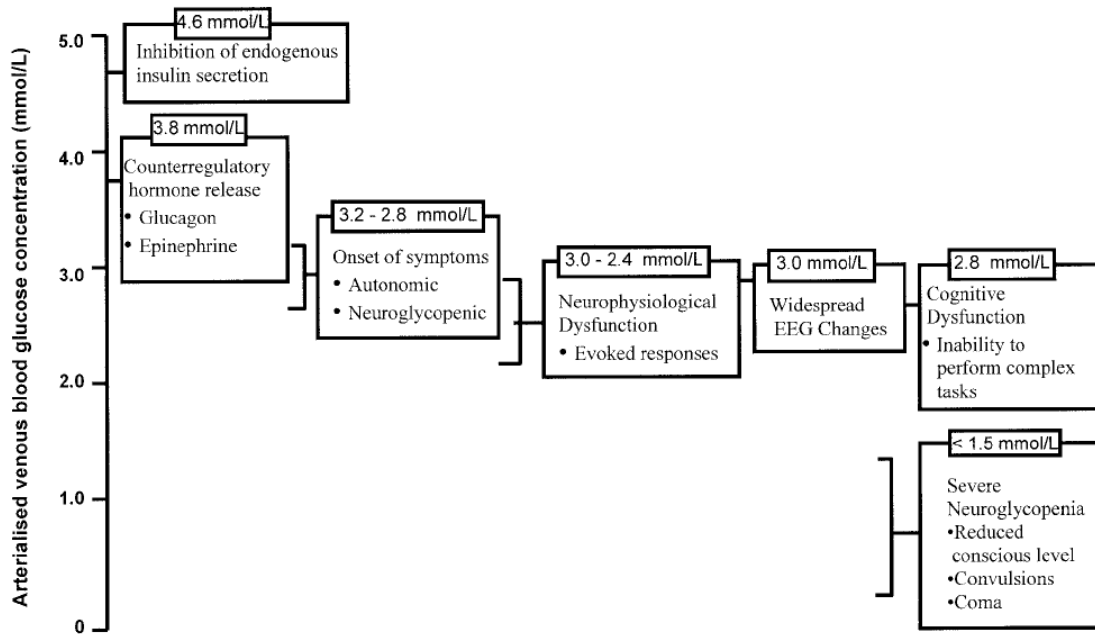 Arterialised venous blood glucose concentration (mmol/L)
5.0
4.0
3.0
2.0
1.0
0
4.6 mmol/L
Inhibition of endogenous
insulin secretion
3.8 mmol/L
Counterregulatory
hormone release
• Glucagon
• Epinephrine
3.2 - 2.8 mmol/L
Onset of symptoms
• Autonomic
• Neuroglycopenic
3.0 - 2.4 mmol/L
Neurophysiological
Dysfunction
• Evoked responses
3.0 mmol/L
Widespread
EEG Changes
2.8 mmol/L
Cognitive
Dysfunction
• Inability to
perform complex
tasks
< 1.5 mmol/L
Severe
Neuroglycopenia
•Reduced
conscious level
•Convulsions
•Coma